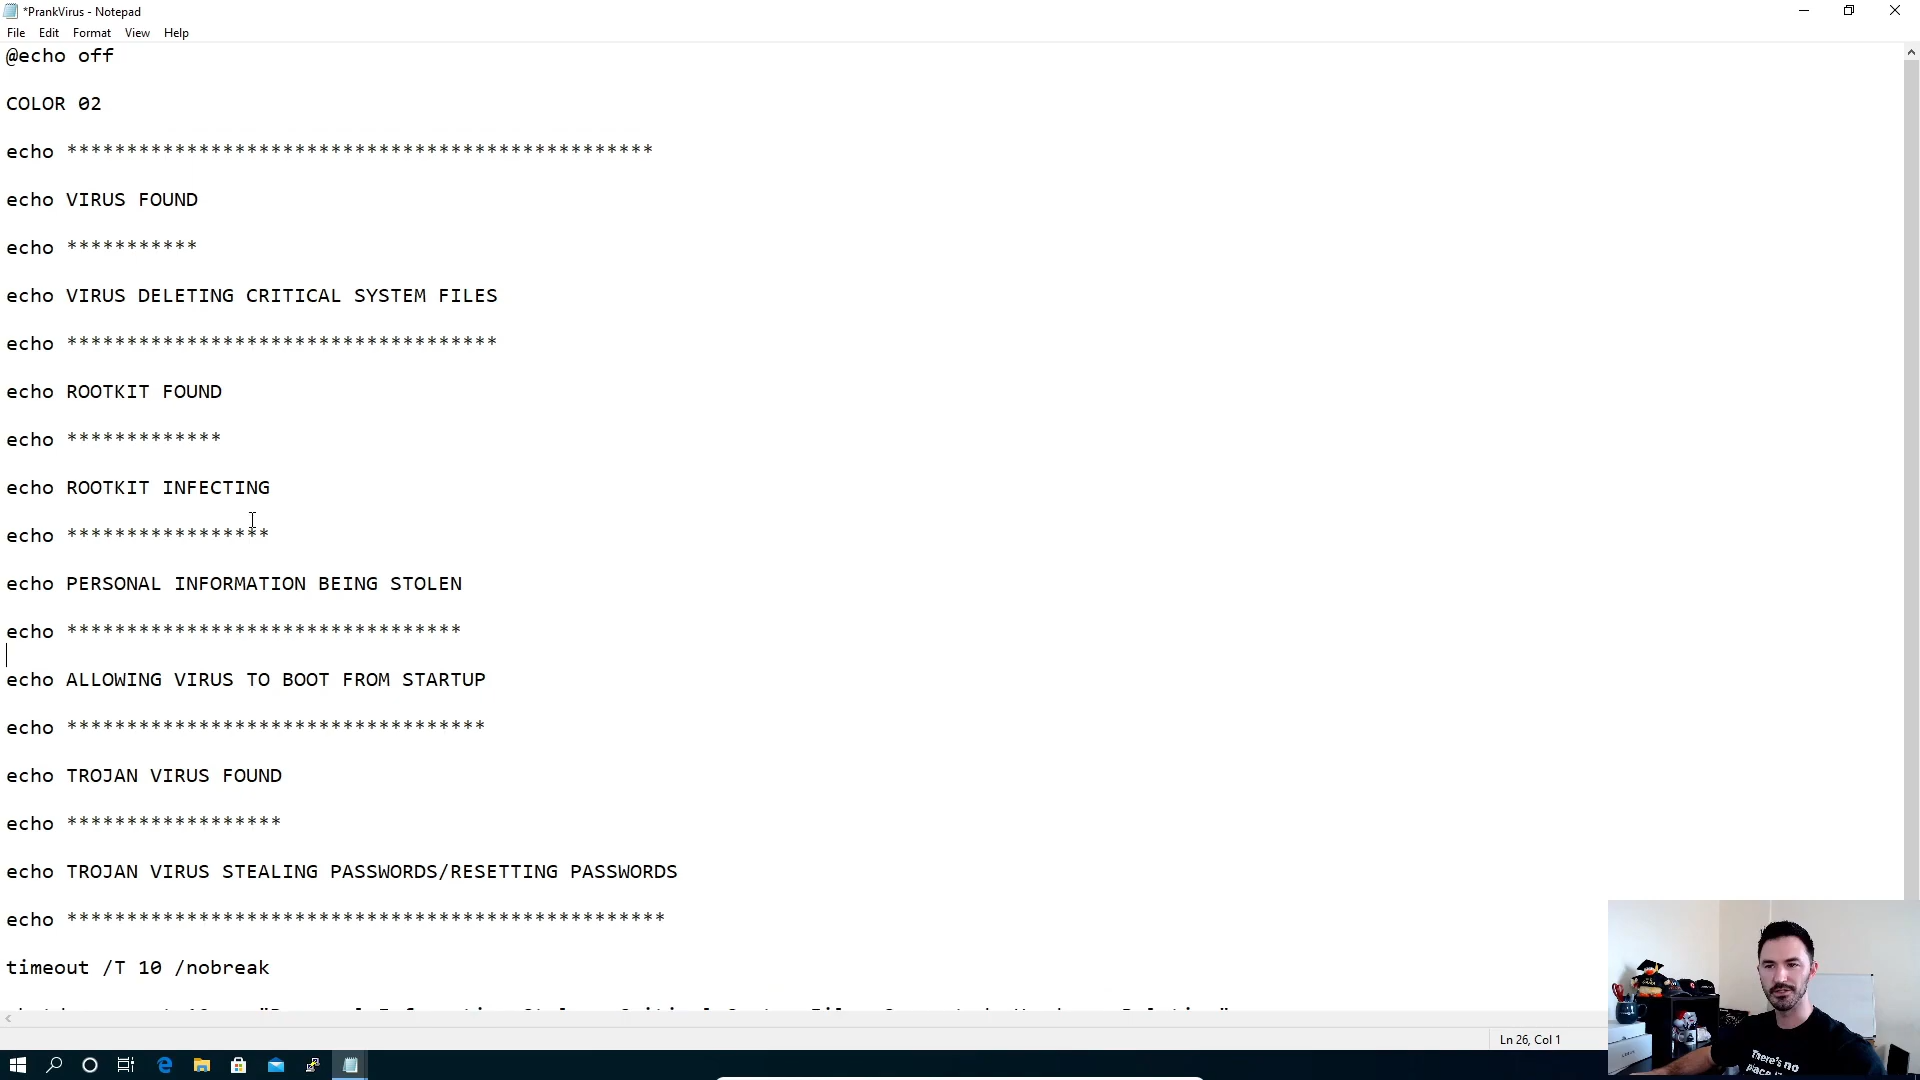 *PrankVirus - Notepad
File Edit Format View Help
@echo off
COLOR 02
echo *************************************************
echo VIRUS FOUND
echo ***********
echo VIRUS DELETING CRITICAL SYSTEM FILES
echo ************************************
echo ROOTKIT FOUND
echo *************
echo ROOTKIT INFECTING
echo *****************
echo PERSONAL INFORMATION BEING STOLEN
echo *********************************
echo ALLOWING VIRUS TO BOOT FROM STARTUP
echo ***********************************
echo TROJAN VIRUS FOUND
echo ******************
echo TROJAN VIRUS STEALING PASSWORDS/RESETTING PASSWORDS
echo **************************************************
timeout /T 10 /nobreak
Ln 26, Col 1
There's no
place